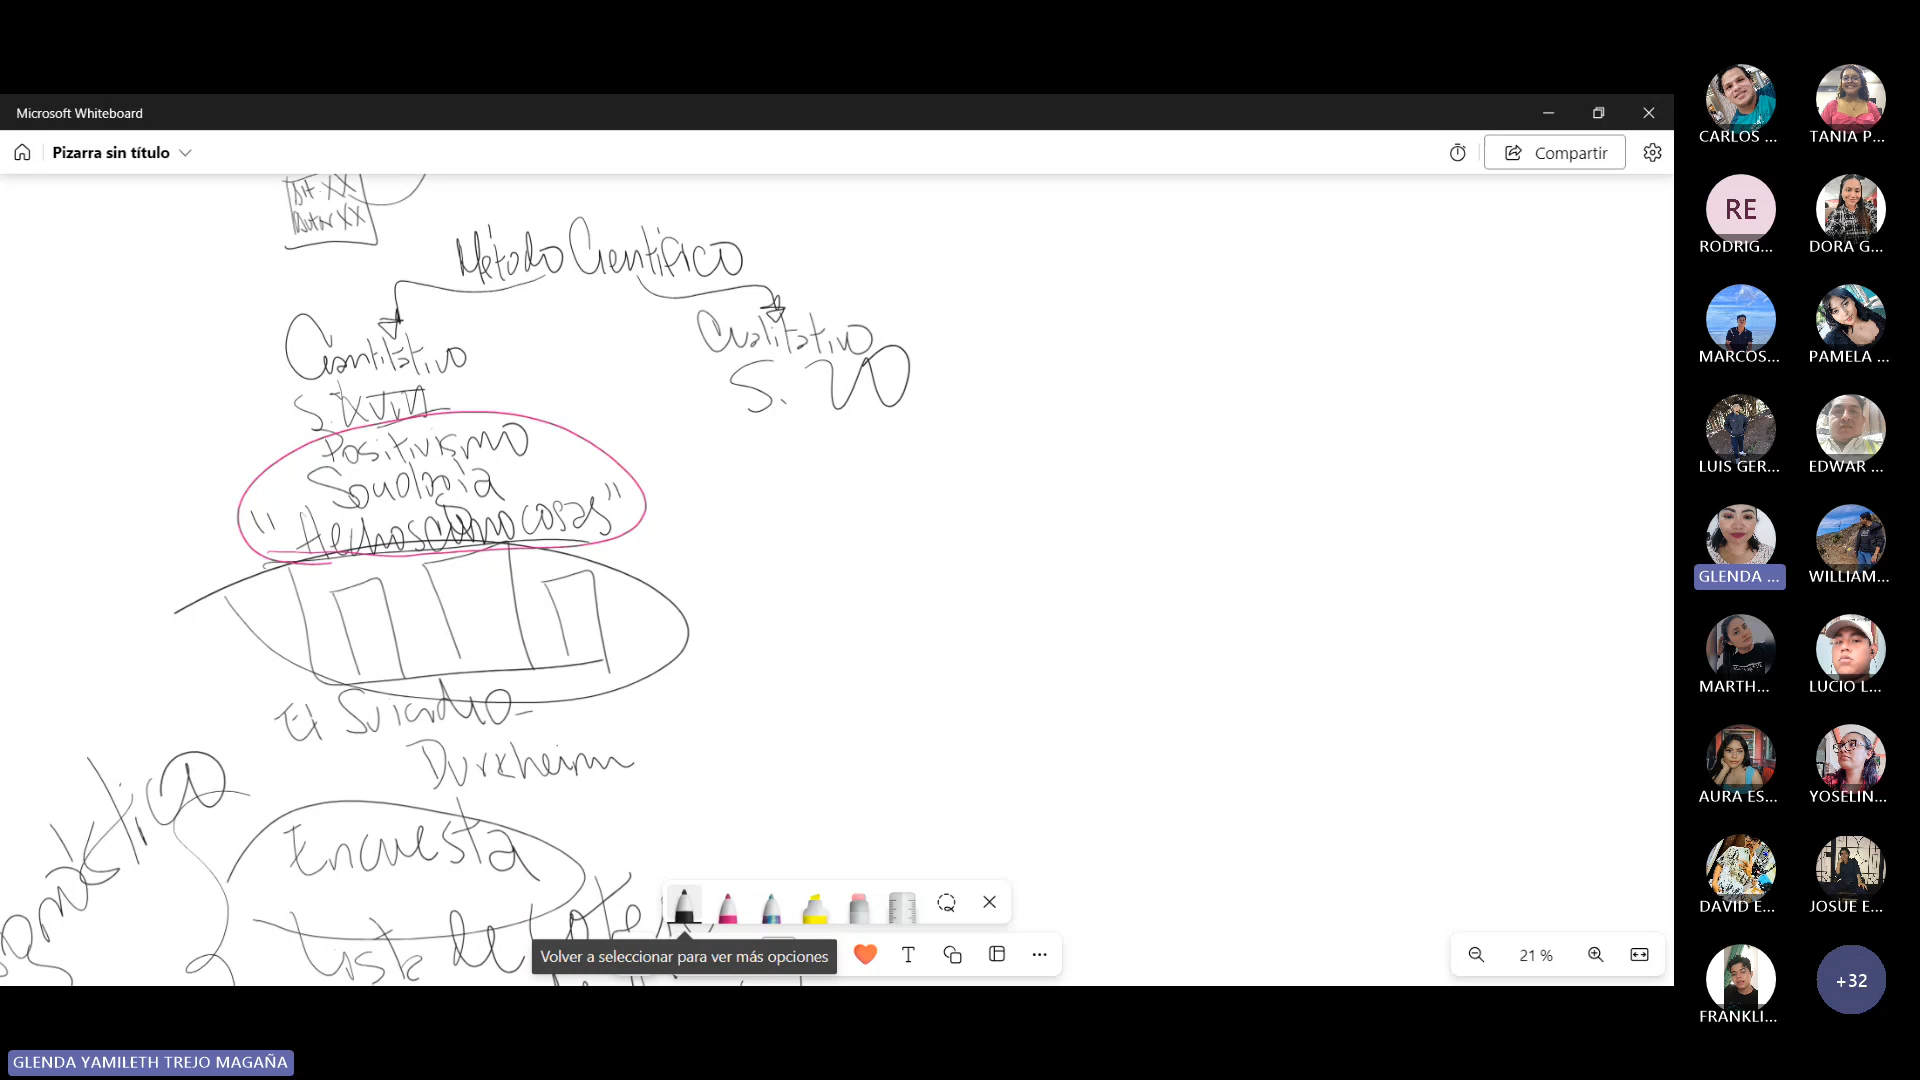 Microsoft Whiteboard
Pizarra sin título
Compartir
XX
Autor XX
Método Científico
Cuantitativo
Cualitativo
S. XVIII
S. 20
Positivismo
Sociología
"Hechos como cosas"
El Suicidio-
Durkheim
Encuesta
Lista de
Volver a seleccionar para ver más opciones
21 %
CARLOS ...
TANIA P...
RE
RODRIG...
DORA G...
MARCOS...
PAMELA ...
LUIS GER...
EDWAR ...
GLENDA ...
WILLIAM...
MARTH...
LUCIO L...
AURA ES...
YOSELIN...
DAVID E...
JOSUE E...
FRANKLI...
+32
GLENDA YAMILETH TREJO MAGAÑA